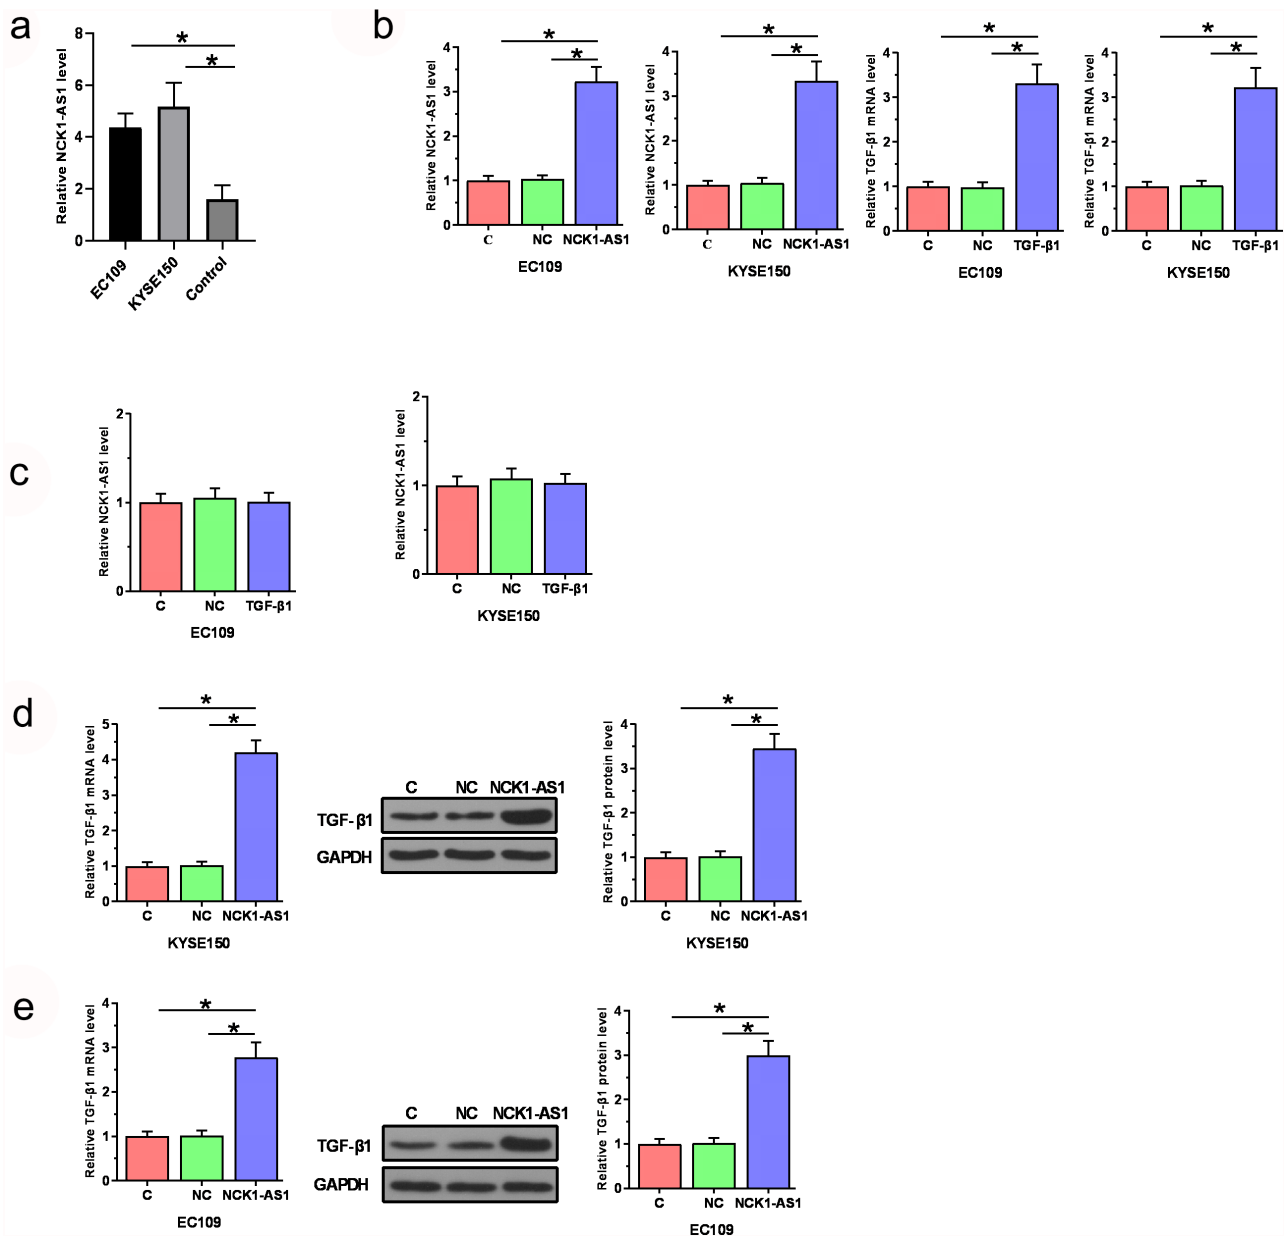 a
Relative NCK1-AS1 level
8
6
4
2
0
*
*
EC109
KYSE150
Control
b
Relative NCK1-AS1 level
4
3
2
1
0
*
*
C NC NCK1-AS1
EC109
Relative NCK1-AS1 level
4
3
2
1
0
*
*
C NC NCK1-AS1
KYSE150
Relative TGF-β1 mRNA level
4
3
2
1
0
*
*
C NC TGF-β1
EC109
Relative TGF-β1 mRNA level
4
3
2
1
0
*
*
C NC TGF-β1
KYSE150
c
Relative NCK1-AS1 level
2
1
0
C NC TGF-β1
EC109
Relative NCK1-AS1 level
2
1
0
C NC TGF-β1
KYSE150
d
Relative TGF-β1 mRNA level
5
4
3
2
1
0
*
*
C NC NCK1-AS1
KYSE150
C NC NCK1-AS1
TGF-β1
GAPDH
Relative TGF-β1 protein level
4
3
2
1
0
*
*
C NC NCK1-AS1
KYSE150
e
Relative TGF-β1 mRNA level
4
3
2
1
0
*
*
C NC NCK1-AS1
EC109
C NC NCK1-AS1
TGF-β1
GAPDH
Relative TGF-β1 protein level
4
3
2
1
0
*
*
C NC NCK1-AS1
EC109